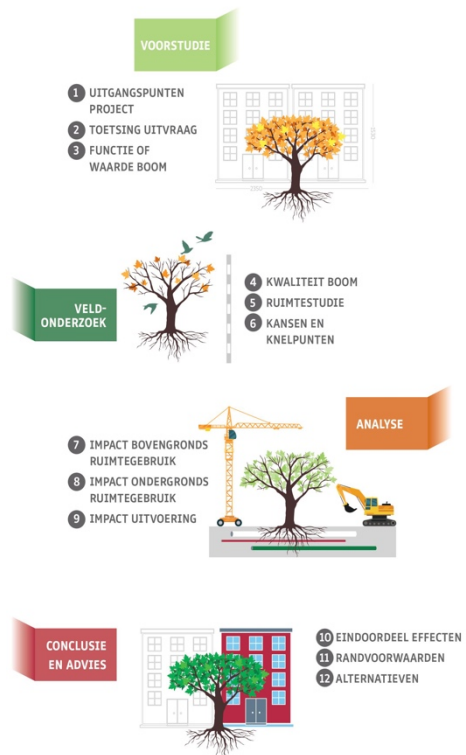 VOORSTUDIE
1 UITGANGSPUNTEN
PROJECT
2 TOETSING UITVRAAG
3 FUNCTIE OF
WAARDE BOOM
VELD-
ONDERZOEK
4 KWALITEIT BOOM
5 RUIMTESTUDIE
6 KANSEN EN
KNELPUNTEN
ANALYSE
7 IMPACT BOVENGRONDS
RUIMTEGEBRUIK
8 IMPACT ONDERGRONDS
RUIMTEGEBRUIK
9 IMPACT UITVOERING
CONCLUSIE
EN ADVIES
10 EINDOORDEEL EFFECTEN
11 RANDVOORWAARDEN
12 ALTERNATIEVEN